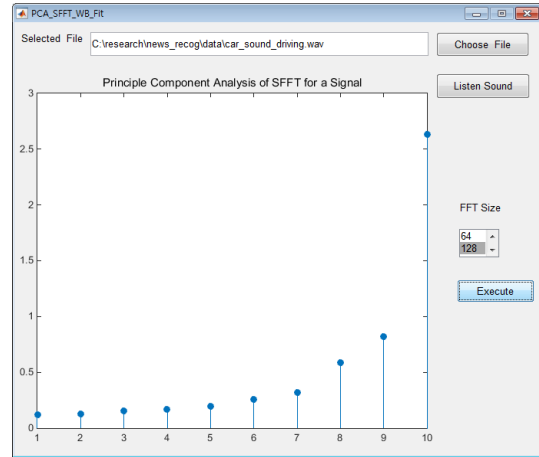 PCA_SFFT_WB_Fit
Selected File
C:\research\news_recog\data\car_sound_driving.wav
Choose File
Listen Sound
Principle Component Analysis of SFFT for a Signal
3
2.5
2
1.5
1
0.5
0
1 2 3 4 5 6 7 8 9 10
FFT Size
64
128
Execute